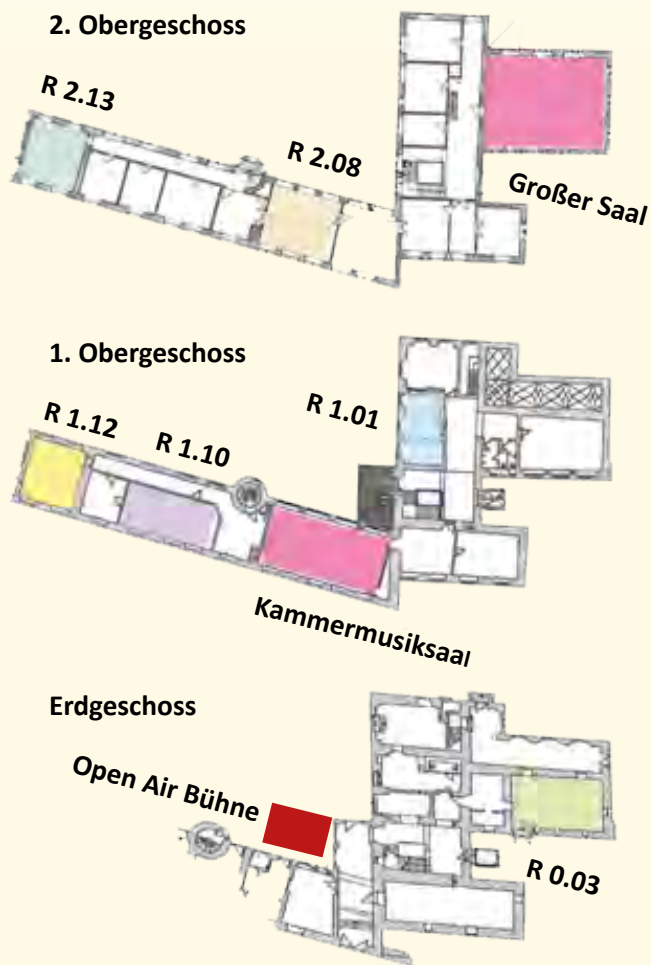 2. Obergeschoss
R 2.13
R 2.08
Großer Saal
1. Obergeschoss
R 1.12
R 1.10
R 1.01
Kammermusiksaal
Erdgeschoss
Open Air Bühne
R 0.03